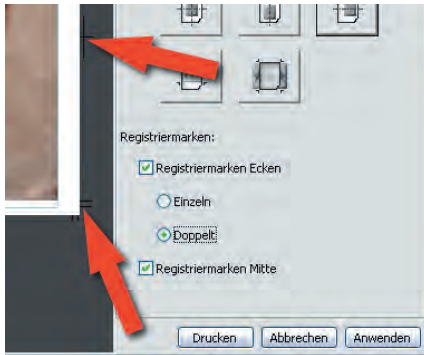 Registriermarken:
Registriermarken Ecken
Einzeln
Doppelt
Registriermarken Mitte
Drucken Abbrechen Anwenden